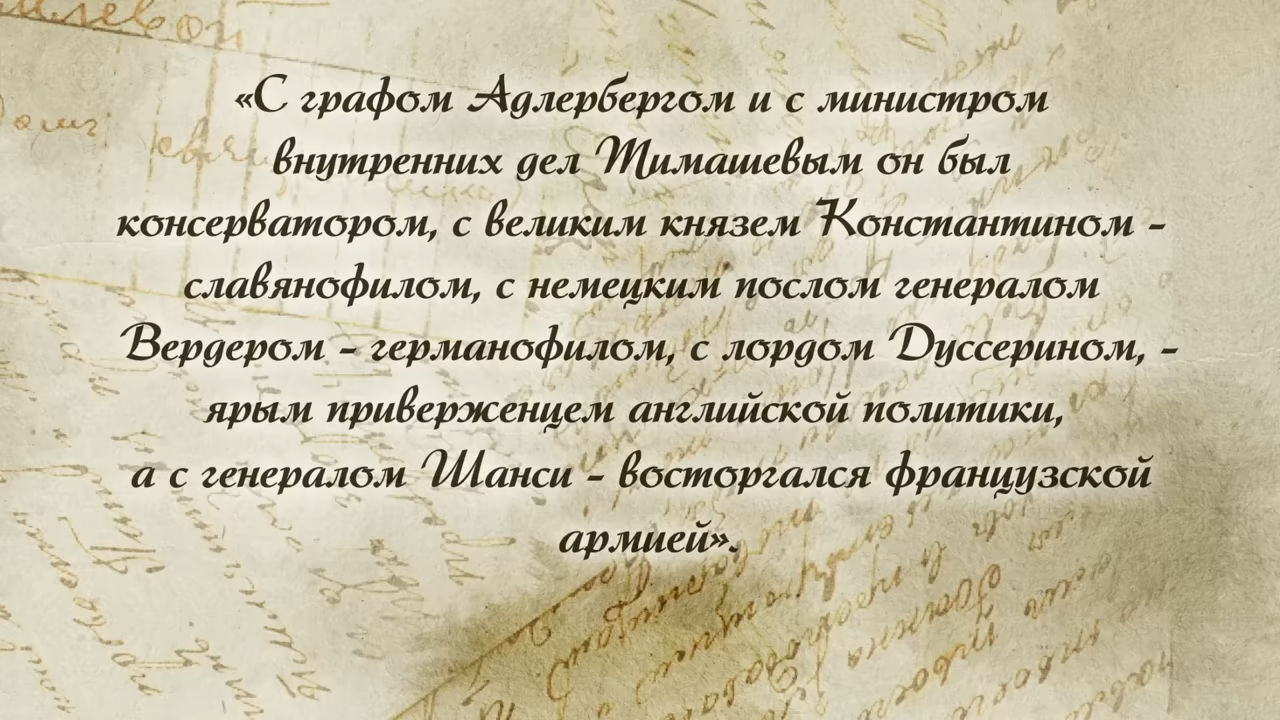 «С графом Адлербергом и с министром
внутренних дел Тимашевым он был
консерватором, с великим князем Константином -
славянофилом, с немецким послом генералом
Вердером - германофилом, с лордом Дуссерином, -
ярым приверженцем английской политики,
а с генералом Шанси - восторгался французской
армией».